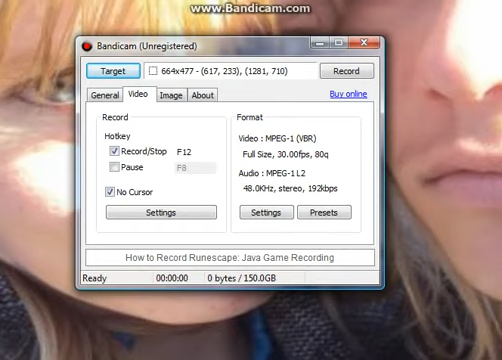 www.Bandicam.com
Bandicam (Unregistered)
Target
664x477 - (617, 233), (1281, 710)
Record
General
Video
Image
About
Buy online
Record
Hotkey
Record/Stop F12
Pause F8
No Cursor
Settings
Format
Video : MPEG-1 (VBR)
Full Size, 30.00fps, 80q
Audio : MPEG-1 L2
48.0KHz, stereo, 192kbps
Settings
Presets
How to Record Runescape: Java Game Recording
Ready
00:00:00
0 bytes / 150.0GB